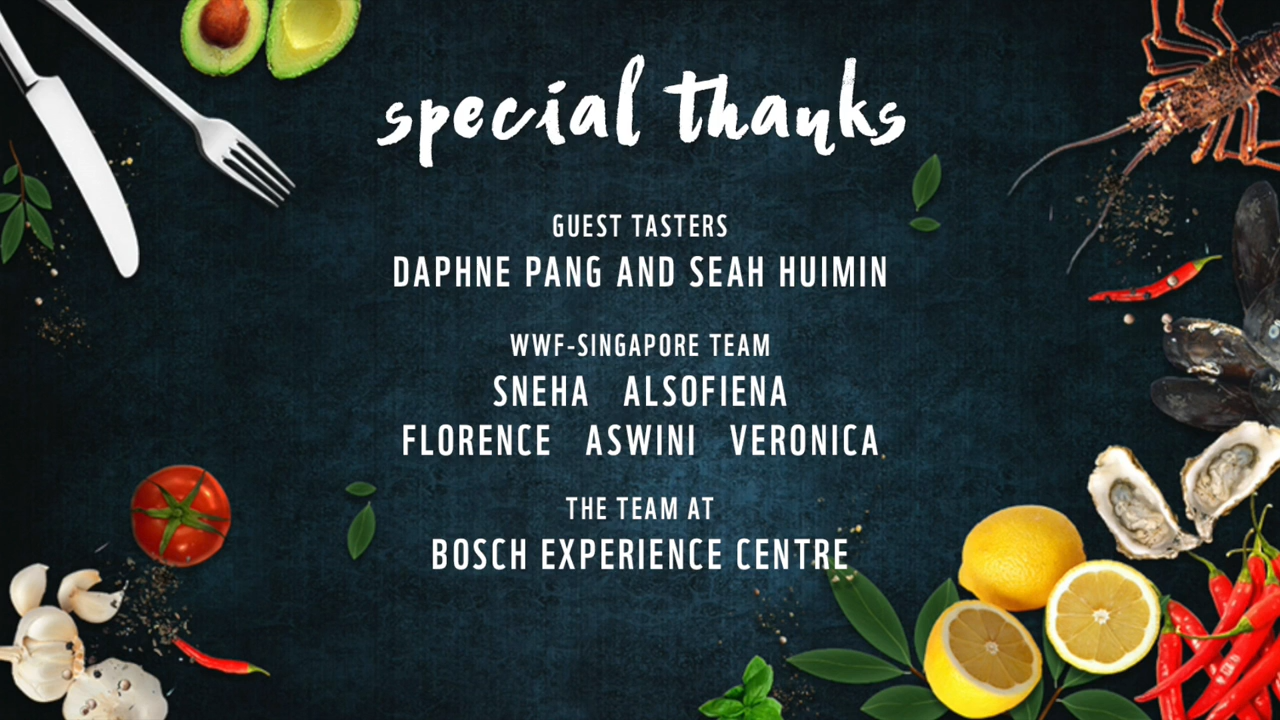 special thanks
GUEST TASTERS
DAPHNE PANG AND SEAH HUIMIN
WWF-SINGAPORE TEAM
SNEHA ALSOFIENA
FLORENCE ASWINI VERONICA
THE TEAM AT
BOSCH EXPERIENCE CENTRE